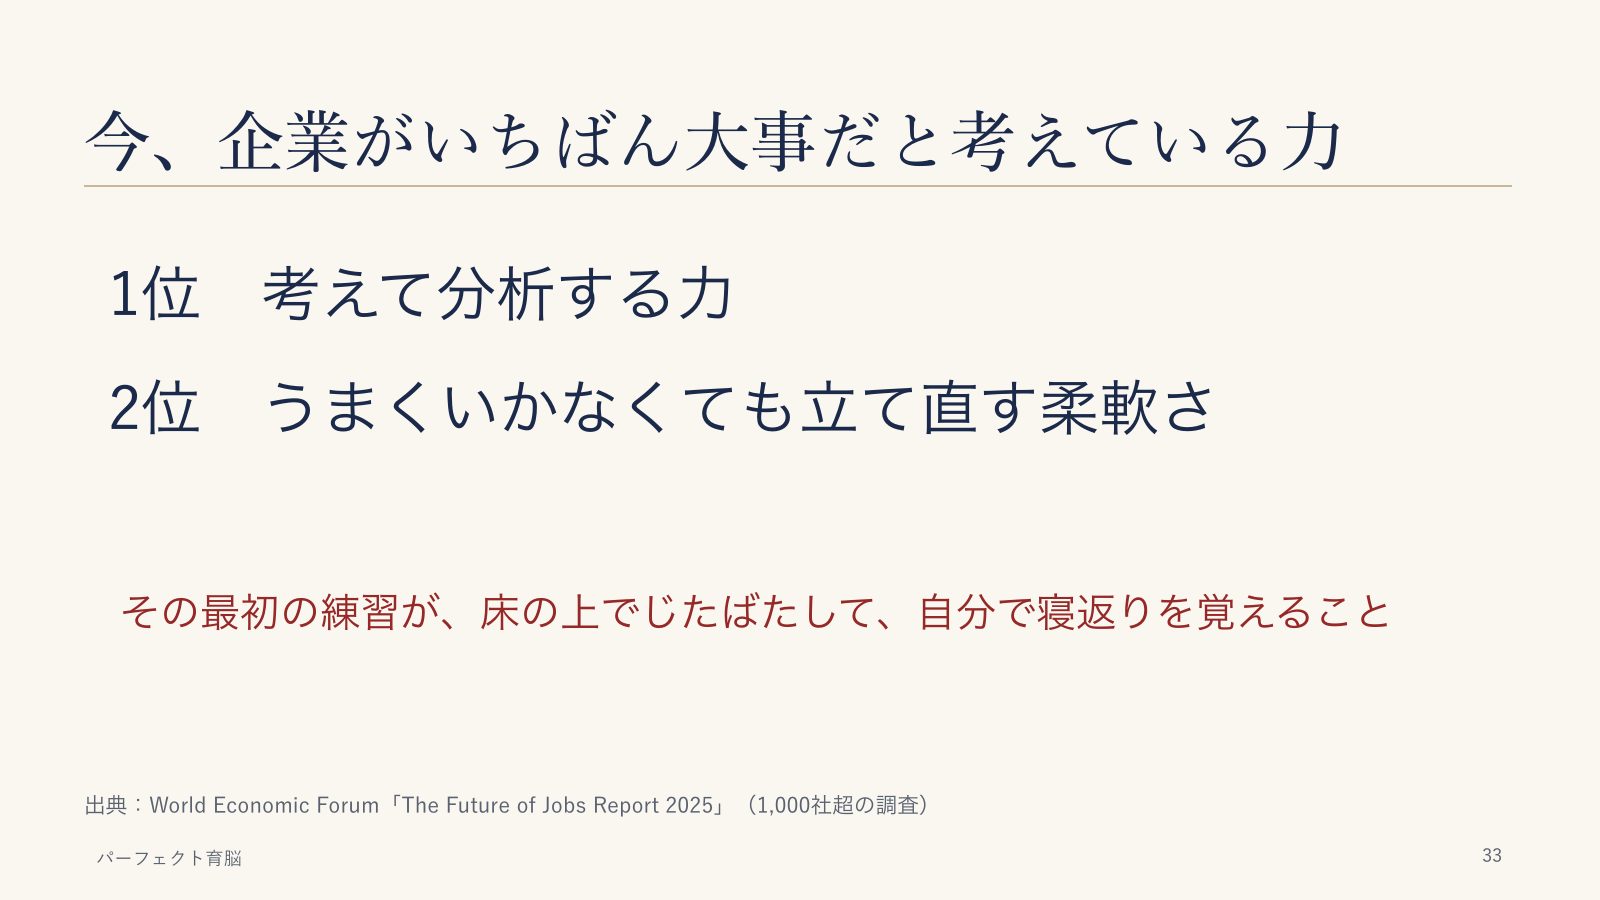 今、企業がいちばん大事だと考えている力
1位　考えて分析する力
2位　うまくいかなくても立て直す柔軟さ
その最初の練習が、床の上でじたばたして、自分で寝返りを覚えること
出典：World Economic Forum「The Future of Jobs Report 2025」（1,000社超の調査）
パーフェクト育脳
33